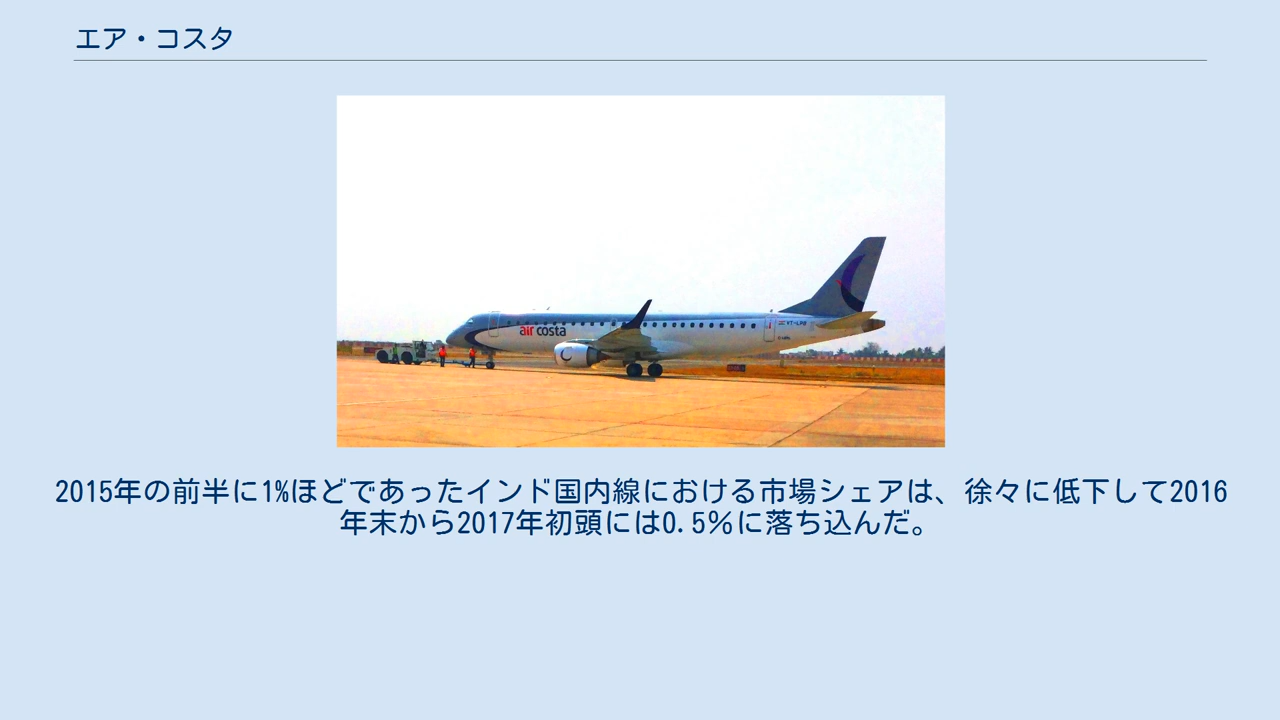 エア・コスタ
air costa
2015年の前半に1%ほどであったインド国内線における市場シェアは、徐々に低下して2016
年末から2017年初頭には0.5％に落ち込んだ。